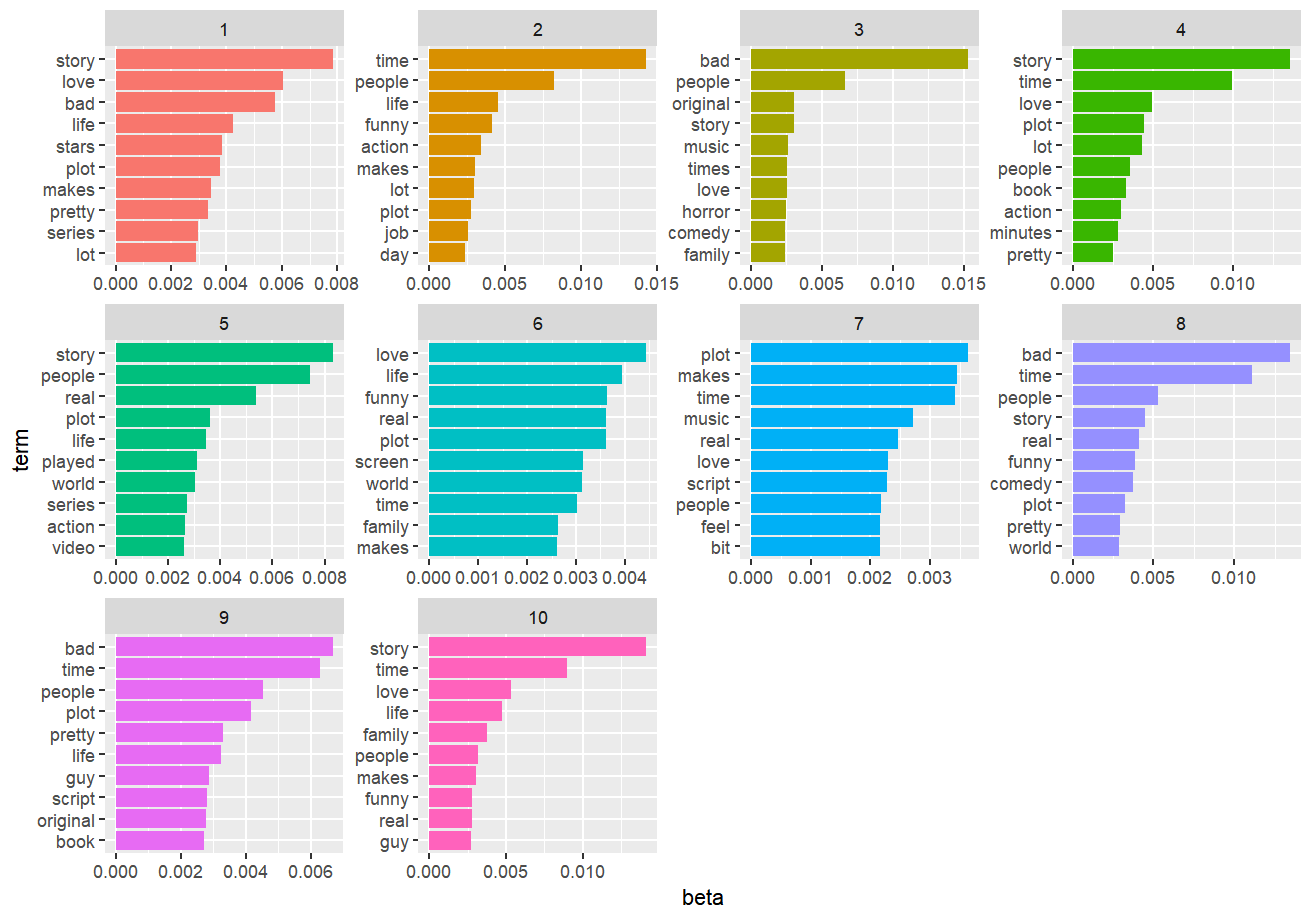 1
story
love
bad
life
stars
plot
makes
pretty
series
lot
0.000 0.002 0.004 0.006 0.008
2
time
people
life
funny
action
makes
lot
plot
job
day
0.000 0.005 0.010 0.015
3
bad
people
original
story
music
times
love
horror
comedy
family
0.000 0.005 0.010 0.015
4
story
time
love
plot
lot
people
book
action
minutes
pretty
0.000 0.005 0.010
term
5
story
people
real
plot
life
played
world
series
action
video
0.000 0.002 0.004 0.006 0.008
6
love
life
funny
real
plot
screen
world
time
family
makes
0.000 0.001 0.002 0.003 0.004
7
plot
makes
time
music
real
love
script
people
feel
bit
0.000 0.001 0.002 0.003
8
bad
time
people
story
real
funny
comedy
plot
pretty
world
0.000 0.005 0.010
9
bad
time
people
plot
pretty
life
guy
script
original
book
0.000 0.002 0.004 0.006
10
story
time
love
life
family
people
makes
funny
real
guy
0.000 0.005 0.010
beta